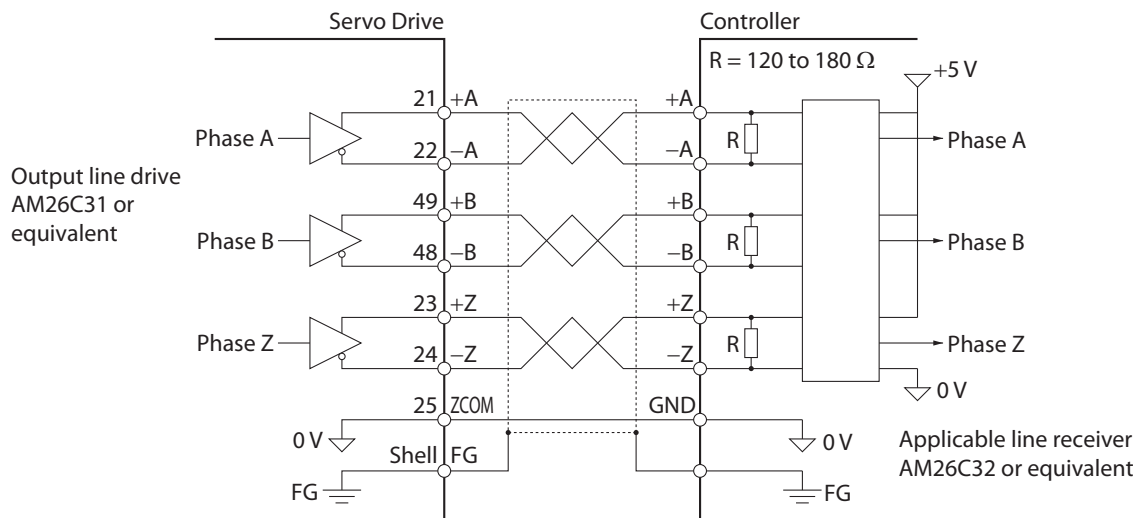 Servo Drive
Controller
R = 120 to 180 Ω
+5 V
21 +A
+A
Phase A
R
Phase A
22 –A
–A
Output line drive
AM26C31 or
equivalent
49 +B
+B
Phase B
R
Phase B
48 –B
–B
23 +Z
+Z
Phase Z
R
Phase Z
24 –Z
–Z
0 V
25 ZCOM
GND
0 V
0 V
Applicable line receiver
AM26C32 or equivalent
Shell FG
FG
FG